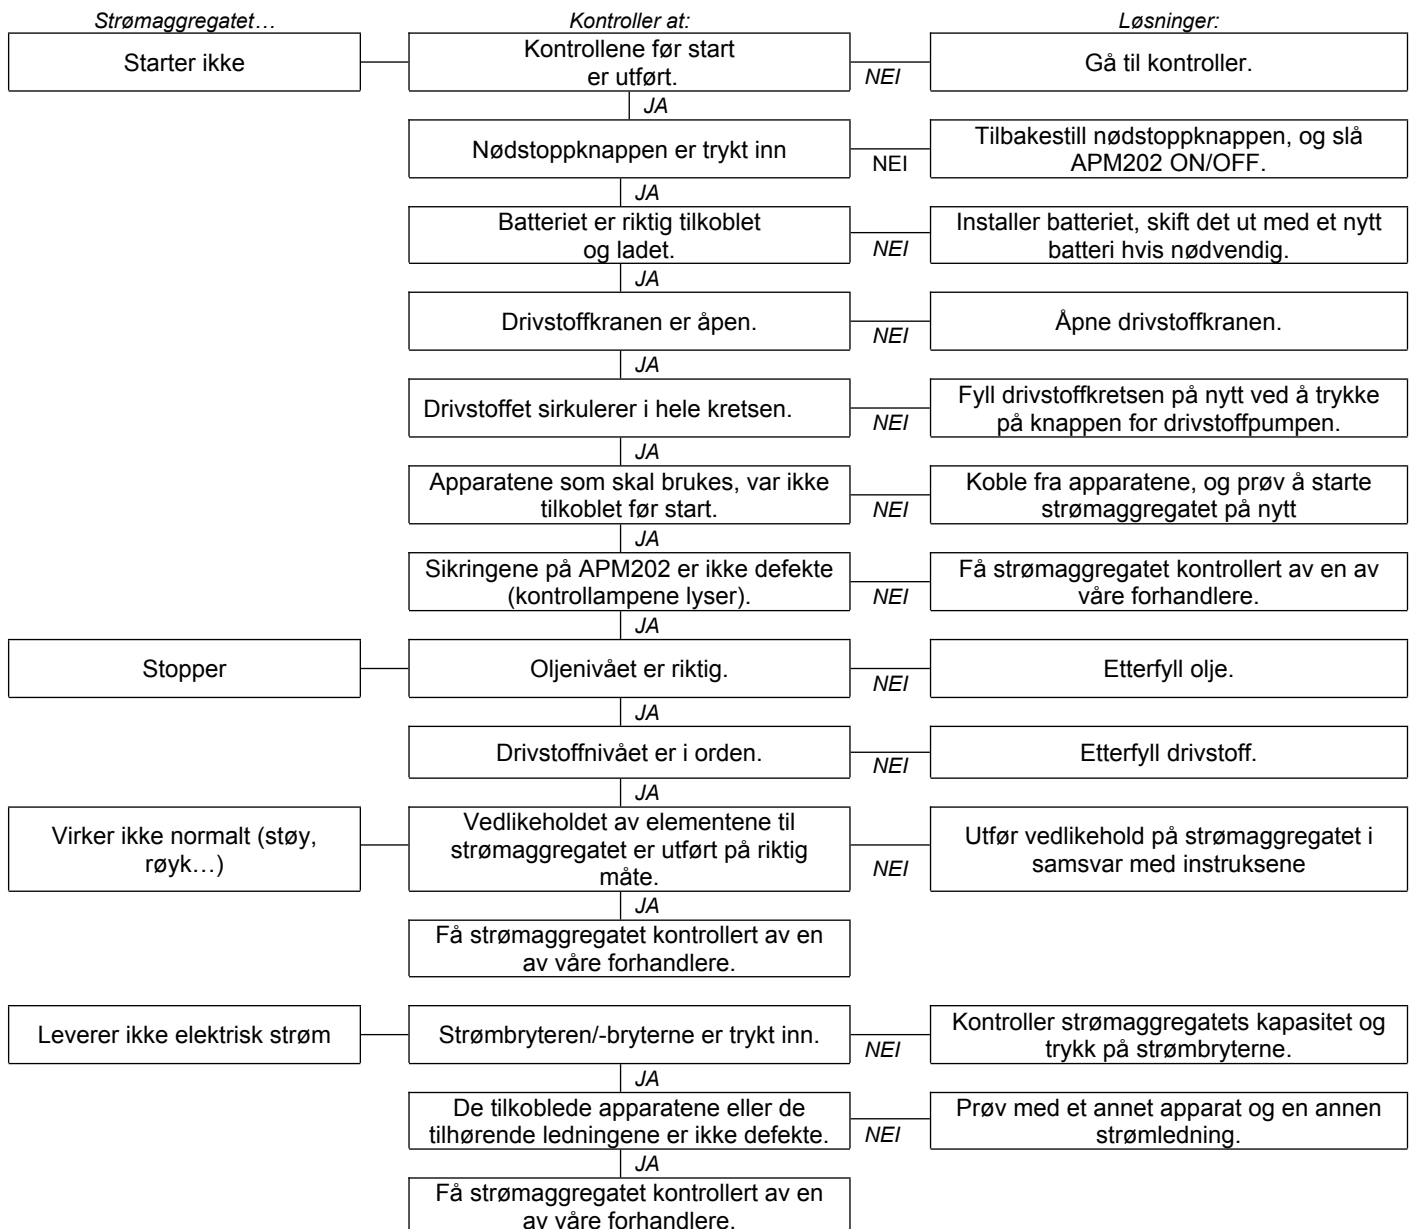 Strømaggregatet…
Kontroller at:
Løsninger:
Starter ikke
Kontrollene før start
er utført.
NEI
Gå til kontroller.
JA
Nødstoppknappen er trykt inn
NEI
Tilbakestill nødstoppknappen, og slå
APM202 ON/OFF.
JA
Batteriet er riktig tilkoblet
og ladet.
NEI
Installer batteriet, skift det ut med et nytt
batteri hvis nødvendig.
JA
Drivstoffkranen er åpen.
NEI
Åpne drivstoffkranen.
JA
Drivstoffet sirkulerer i hele kretsen.
NEI
Fyll drivstoffkretsen på nytt ved å trykke
på knappen for drivstoffpumpen.
JA
Apparatene som skal brukes, var ikke
tilkoblet før start.
NEI
Koble fra apparatene, og prøv å starte
strømaggregatet på nytt
JA
Sikringene på APM202 er ikke defekte
(kontrollampene lyser).
NEI
Få strømaggregatet kontrollert av en av
våre forhandlere.
JA
Stopper
Oljenivået er riktig.
NEI
Etterfyll olje.
JA
Drivstoffnivået er i orden.
NEI
Etterfyll drivstoff.
JA
Virker ikke normalt (støy,
røyk…)
Vedlikeholdet av elementene til
strømaggregatet er utført på riktig
måte.
NEI
Utfør vedlikehold på strømaggregatet i
samsvar med instruksene
JA
Få strømaggregatet kontrollert av en
av våre forhandlere.
Leverer ikke elektrisk strøm
Strømbryteren/-bryterne er trykt inn.
NEI
Kontroller strømaggregatets kapasitet og
trykk på strømbryterne.
JA
De tilkoblede apparatene eller de
tilhørende ledningene er ikke defekte.
NEI
Prøv med et annet apparat og en annen
strømledning.
JA
Få strømaggregatet kontrollert av en
av våre forhandlere.